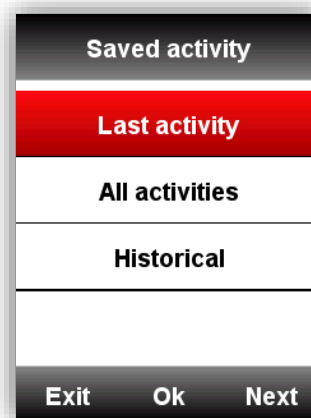 Saved activity
Last activity
All activities
Historical
Exit Ok Next